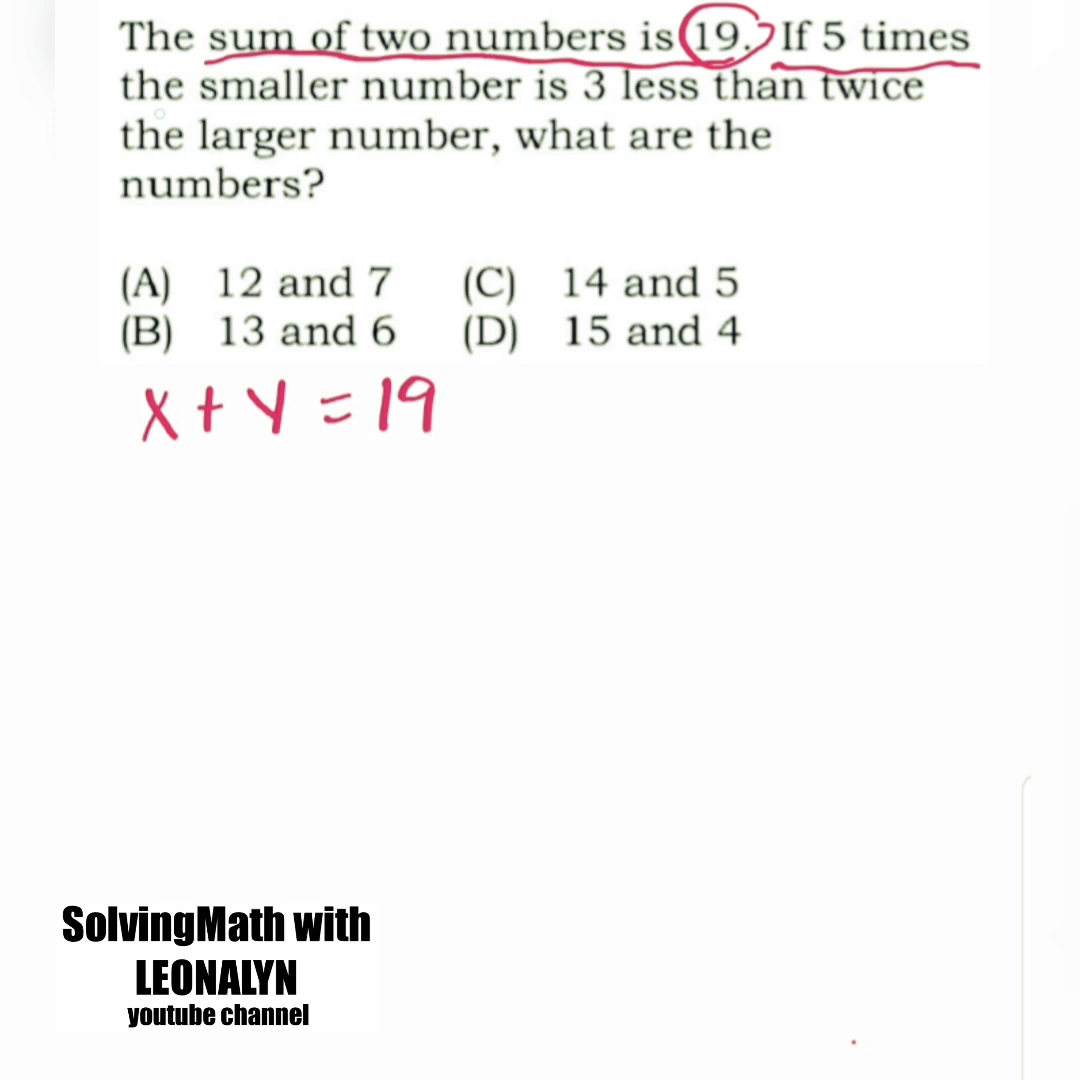 The sum of two numbers is 19. If 5 times
the smaller number is 3 less than twice
the larger number, what are the
numbers?
(A) 12 and 7 (C) 14 and 5
(B) 13 and 6 (D) 15 and 4
x + y = 19
SolvingMath with
LEONALYN
youtube channel